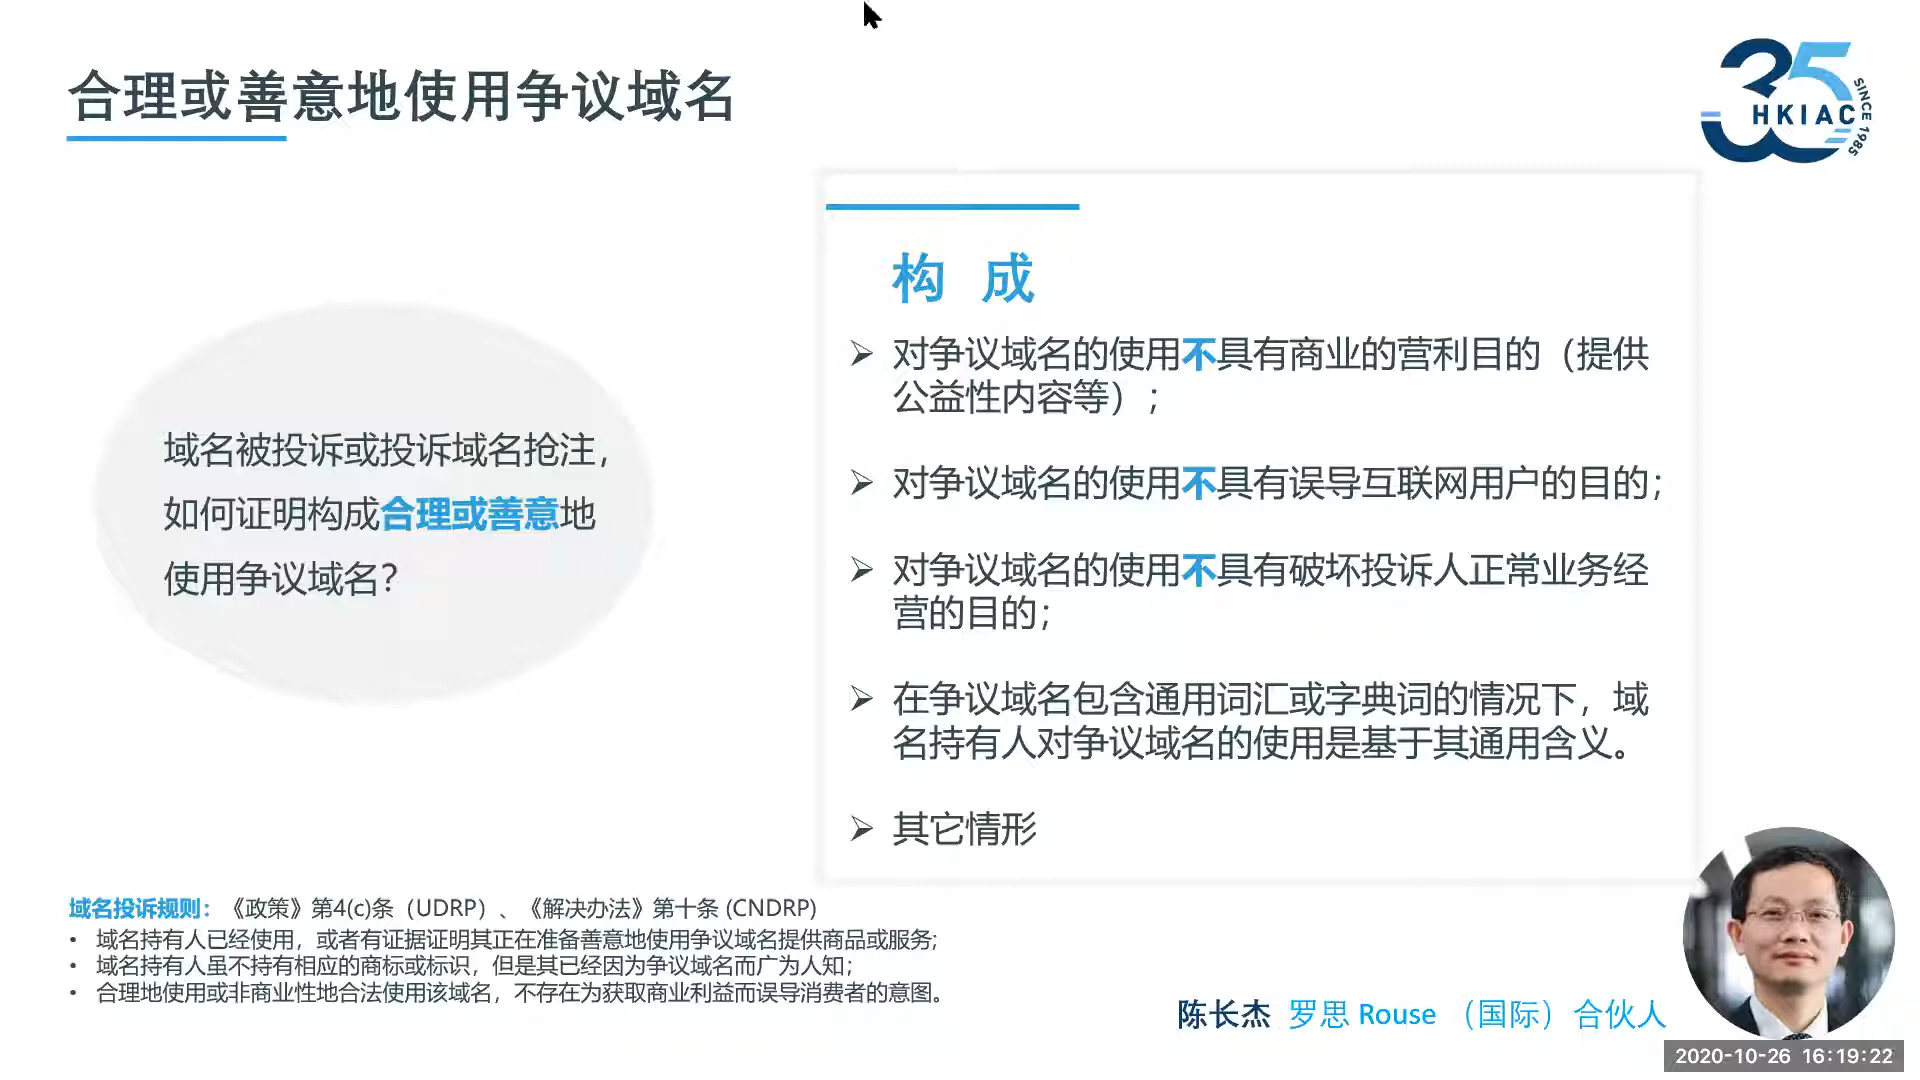 合理或善意地使用争议域名
35
HKIAC
SINCE 1985
域名被投诉或投诉域名抢注，
如何证明构成合理或善意地
使用争议域名？
构 成
➢ 对争议域名的使用不具有商业的营利目的（提供
公益性内容等）；
➢ 对争议域名的使用不具有误导互联网用户的目的；
➢ 对争议域名的使用不具有破坏投诉人正常业务经
营的目的；
➢ 在争议域名包含通用词汇或字典词的情况下，域
名持有人对争议域名的使用是基于其通用含义。
➢ 其它情形
域名投诉规则：《政策》第4(c)条（UDRP）、《解决办法》第十条 (CNDRP)
• 域名持有人已经使用，或者有证据证明其正在准备善意地使用争议域名提供商品或服务；
• 域名持有人虽不持有相应的商标或标识，但是其已经因为争议域名而广为人知；
• 合理地使用或非商业性地合法使用该域名，不存在为获取商业利益而误导消费者的意图。
陈长杰 罗思 Rouse （国际）合伙人
2020-10-26 16:19:22